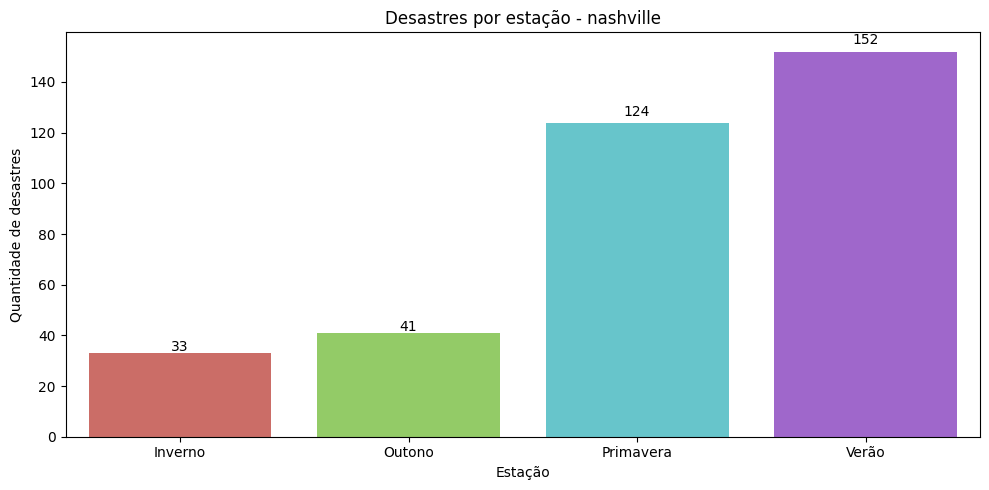 Desastres por estação - nashville
Quantidade de desastres
140
120
100
80
60
40
20
0
33
41
124
152
Inverno
Outono
Primavera
Verão
Estação